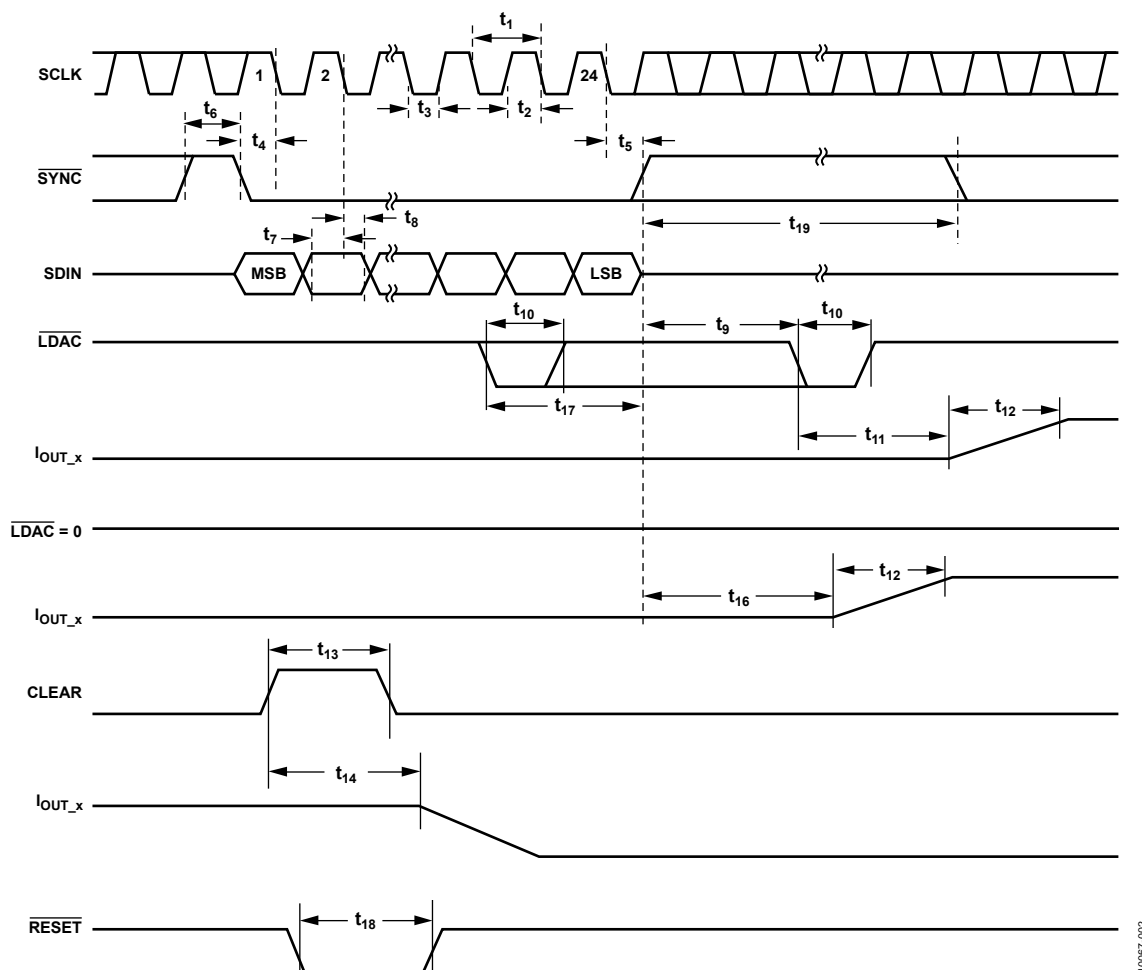 t1
SCLK
1
2
24
t6
t4
t3
t2
t5
SYNC
t19
t7
t8
SDIN
MSB
LSB
t10
t9
t10
LDAC
t17
t11
t12
IOUT_x
LDAC = 0
t16
t12
IOUT_x
t13
CLEAR
t14
IOUT_x
t18
RESET